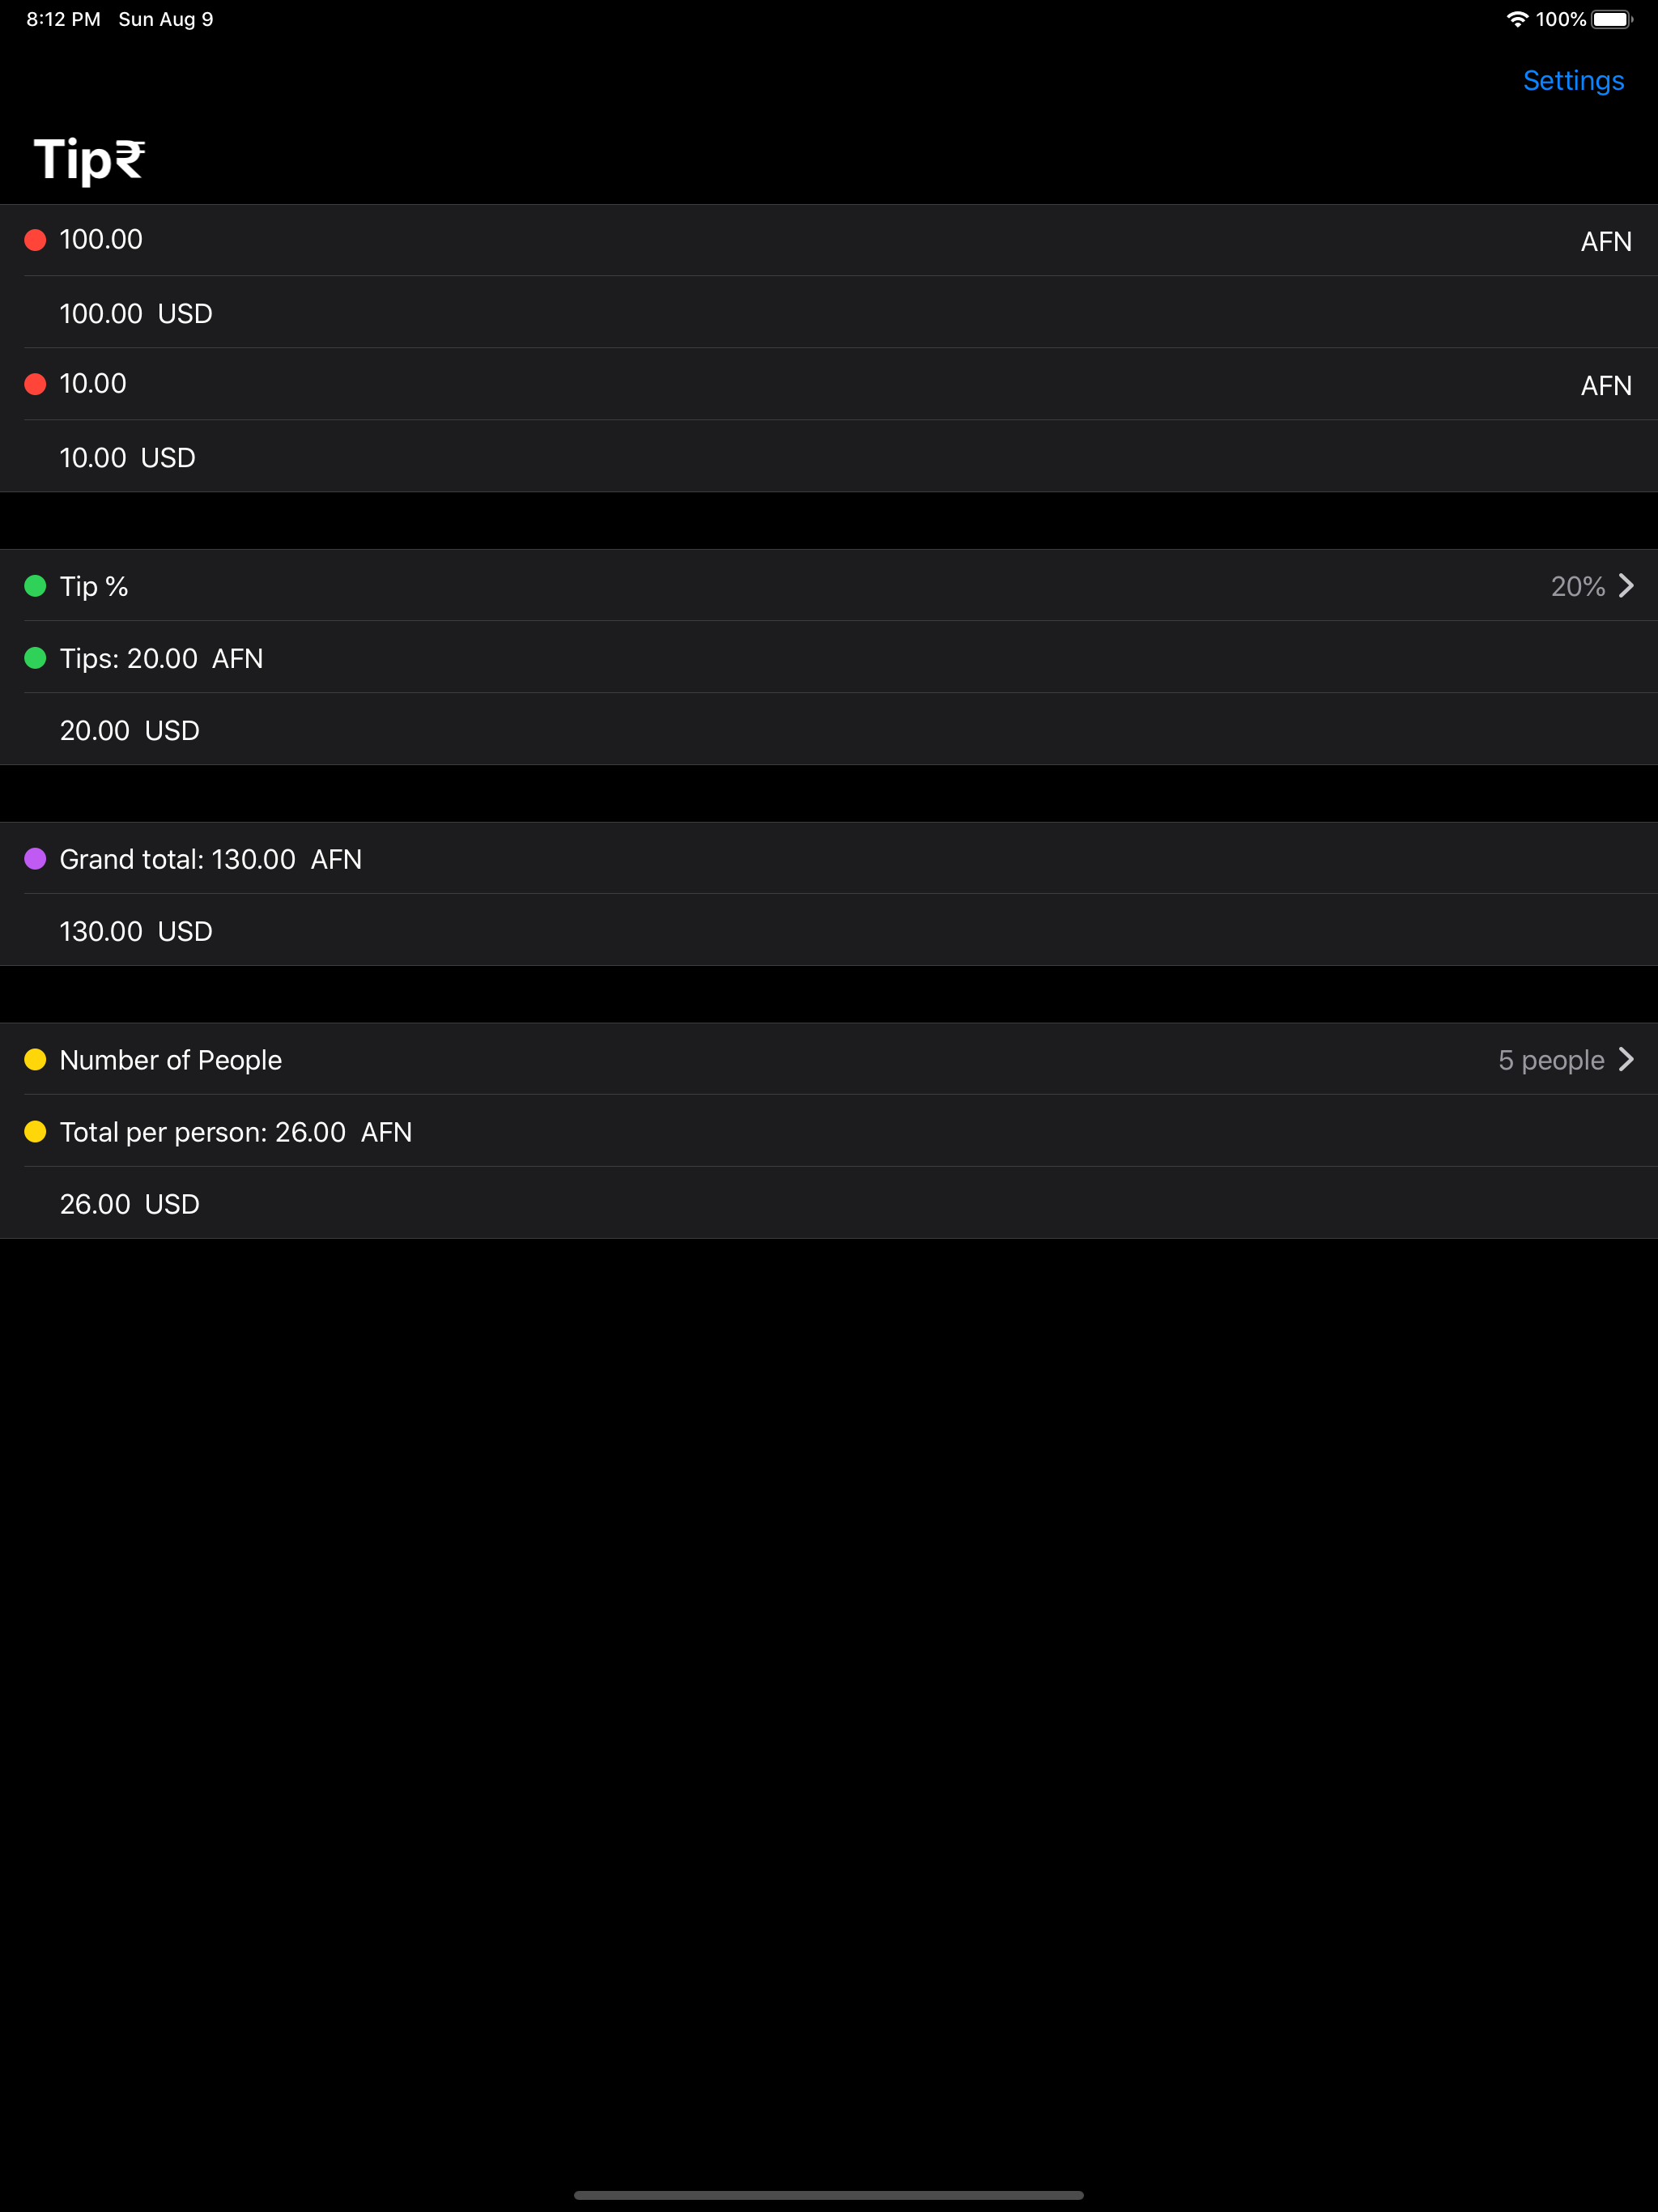 8:12 PM Sun Aug 9 100%
Settings
Tip₹
100.00 AFN
100.00 USD
10.00 AFN
10.00 USD
Tip % 20%
Tips: 20.00 AFN
20.00 USD
Grand total: 130.00 AFN
130.00 USD
Number of People 5 people
Total per person: 26.00 AFN
26.00 USD